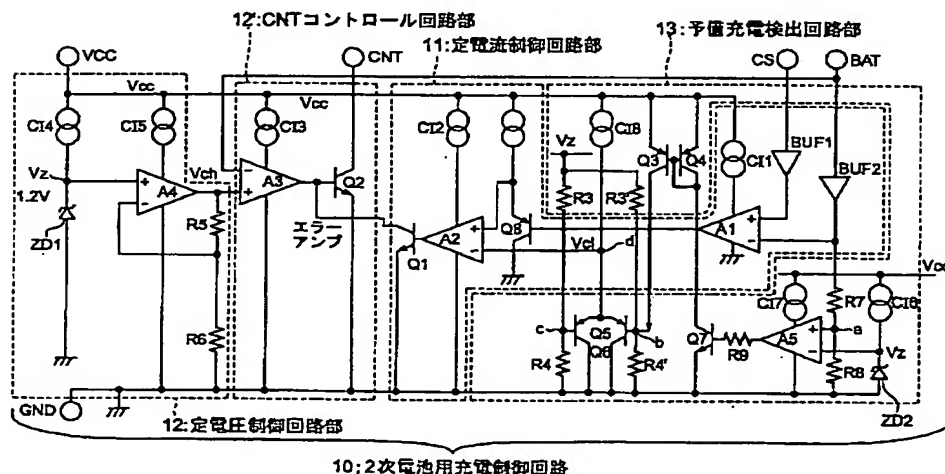 12':CNTコントロール回路部
11:定電流制御回路部
13:予備充電検出回路部
VCC
CNT
CS
BAT
Vcc
Vcc
CI4
CI5
CI3
CI2
CI8
CI1
BUF1
BUF2
Vz
1.2V
ZD1
A4
Vch
R5
R6
A3
Q2
エラー
アンプ
Q1
A2
Q8
Vz
R3
R3'
Q3
Q4
Vcl
d
A1
c
Q5
Q6
b
R4
R4'
Q7
R9
A5
CI7
CI6
Vcc
R7
a
Vz
R8
ZD2
GND
12:定電圧制御回路部
10;2次電池用充電制御回路